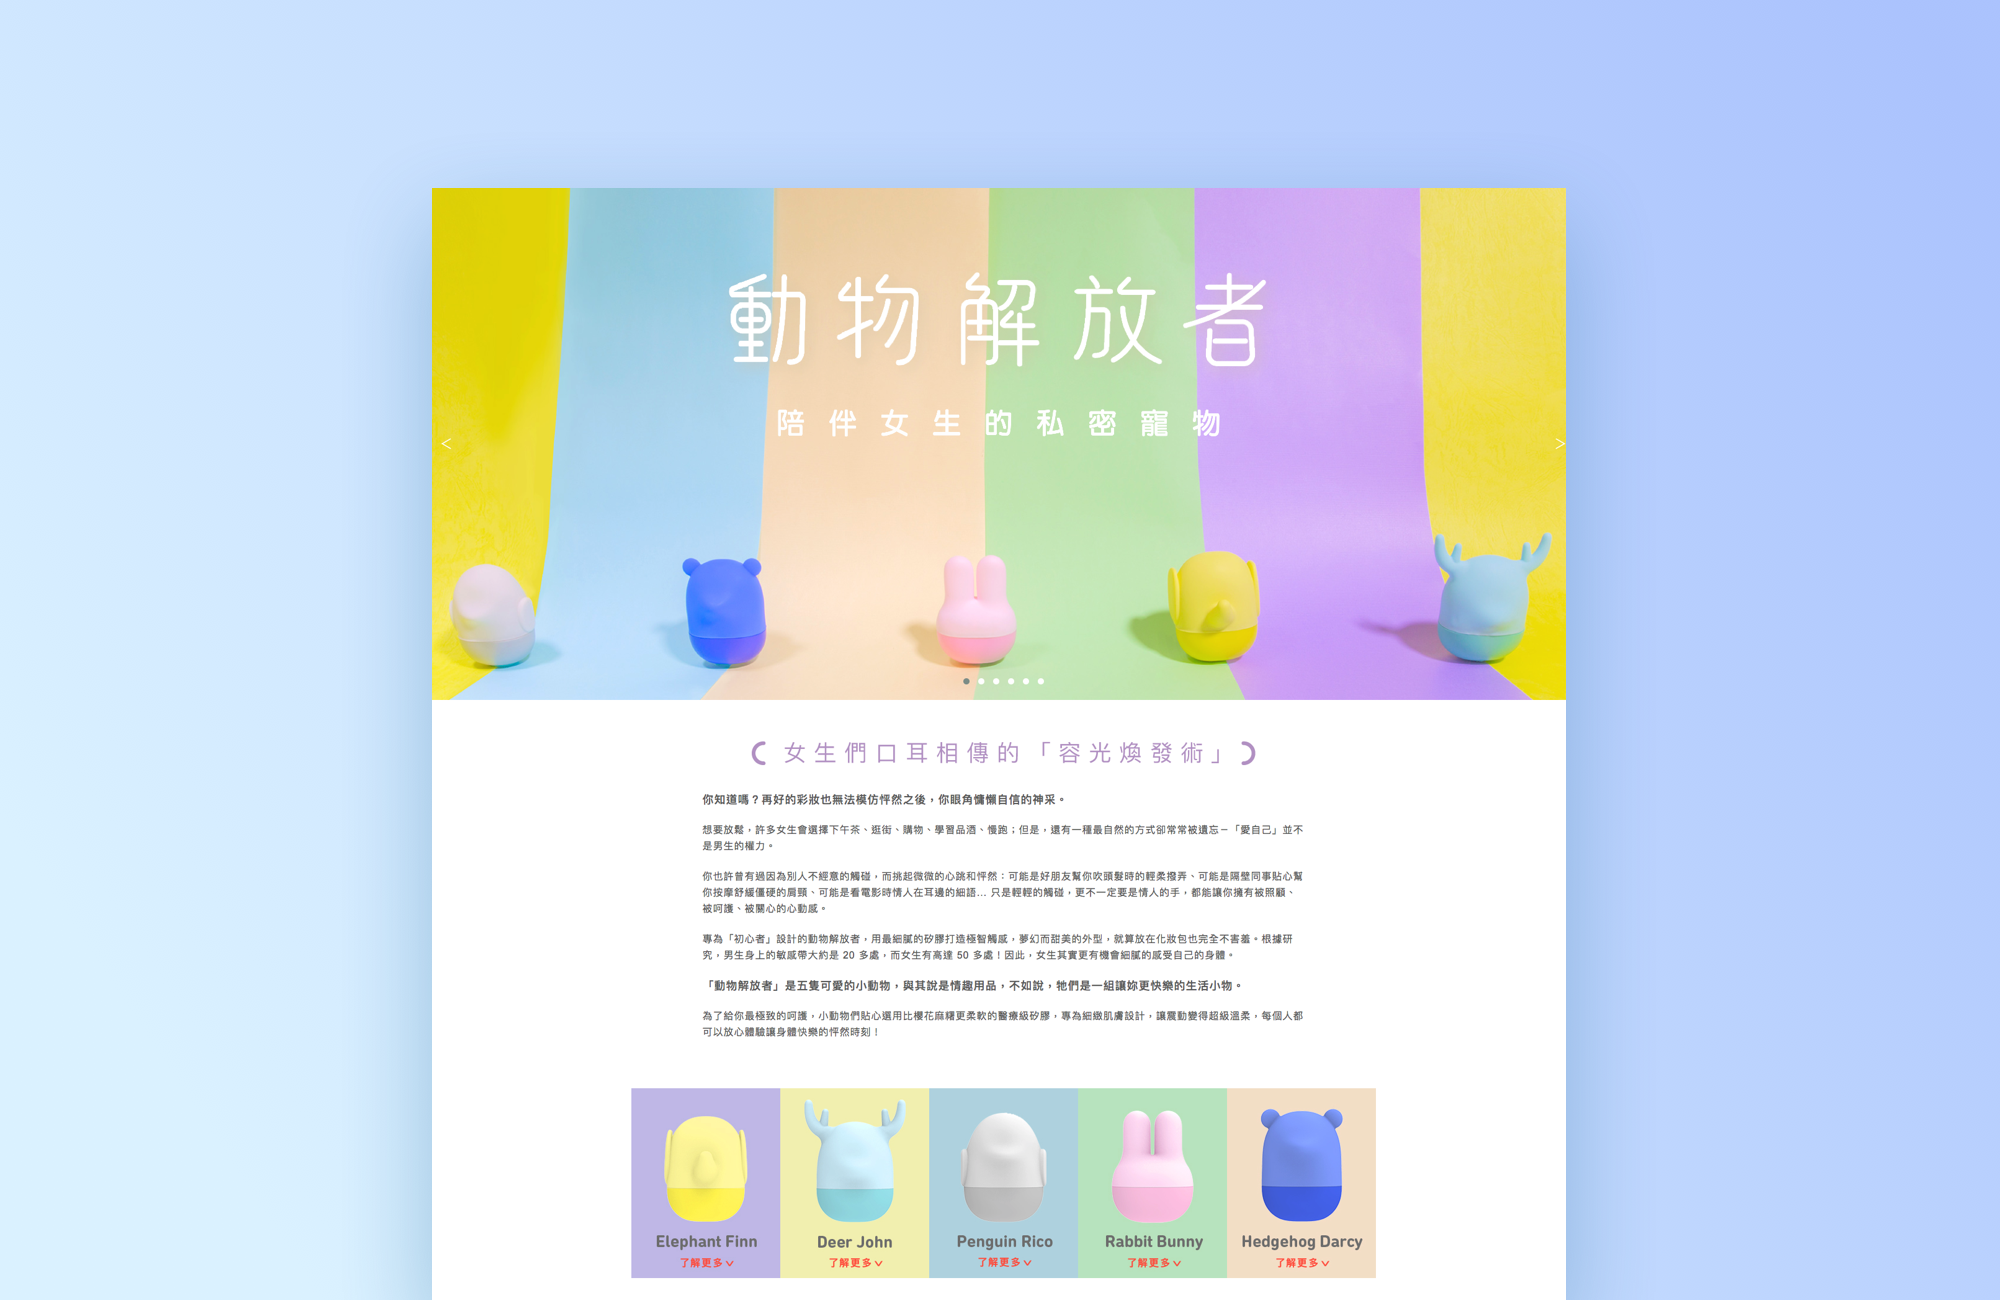 動物解放者
陪伴女生的私密寵物
<
>
( 女生們口耳相傳的「容光煥發術」 )
你知道嗎？再好的彩妝也無法模仿怦然之後，你眼角慵懶自信的神采。
想要放鬆，許多女生會選擇下午茶、逛街、購物、學習品酒、慢跑；但是，還有一種最自然的方式卻常常被遺忘－「愛自己」並不
是男生的權力。
你也許曾有過因為別人不經意的觸碰，而挑起微微的心跳和怦然：可能是好朋友幫你吹頭髮時的輕柔撥弄、可能是隔壁同事貼心幫
你按摩舒緩僵硬的肩頸、可能是看電影時情人在耳邊的細語... 只是輕輕的觸碰，更不一定要是情人的手，都能讓你擁有被照顧、
被呵護、被關心的心動感。
專為「初心者」設計的動物解放者，用最細膩的矽膠打造極智觸感，夢幻而甜美的外型，就算放在化妝包也完全不害羞。根據研
究，男生身上的敏感帶大約是 20 多處，而女生有高達 50 多處！因此，女生其實更有機會細膩的感受自己的身體。
「動物解放者」是五隻可愛的小動物，與其說是情趣用品，不如說，牠們是一組讓妳更快樂的生活小物。
為了給你最極致的呵護，小動物們貼心選用比櫻花麻糬更柔軟的醫療級矽膠，專為細緻肌膚設計，讓震動變得超級溫柔，每個人都
可以放心體驗讓身體快樂的怦然時刻！
Elephant Finn
了解更多
Deer John
了解更多
Penguin Rico
了解更多
Rabbit Bunny
了解更多
Hedgehog Darcy
了解更多